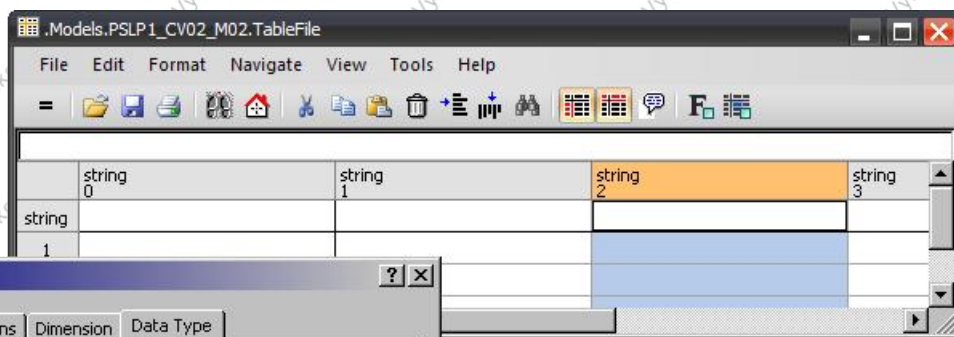 .Models.PSLP1_CV02_M02.TableFile
File Edit Format Navigate View Tools Help
string 0 string 1 string 2 string 3
string
1
Dimension Data Type